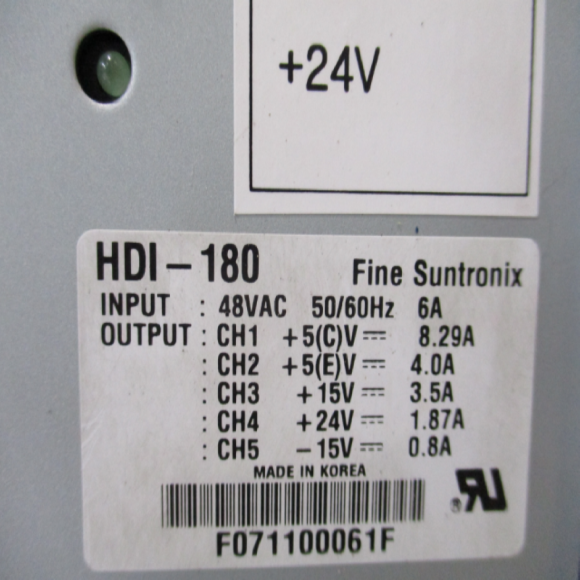 +24V
HDI-180 Fine Suntronix
INPUT : 48VAC 50/60Hz 6A
OUTPUT : CH1 +5(C)V ⎓ 8.29A
: CH2 +5(E)V ⎓ 4.0A
: CH3 +15V ⎓ 3.5A
: CH4 +24V ⎓ 1.87A
: CH5 -15V ⎓ 0.8A
MADE IN KOREA
F071100061F